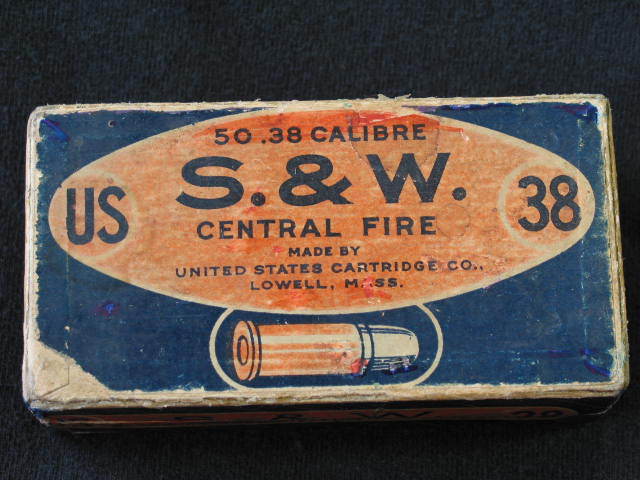 50 .38 CALIBRE
S. & W.
US
38
CENTRAL FIRE
MADE BY
UNITED STATES CARTRIDGE CO.,
LOWELL, MASS.
S & W